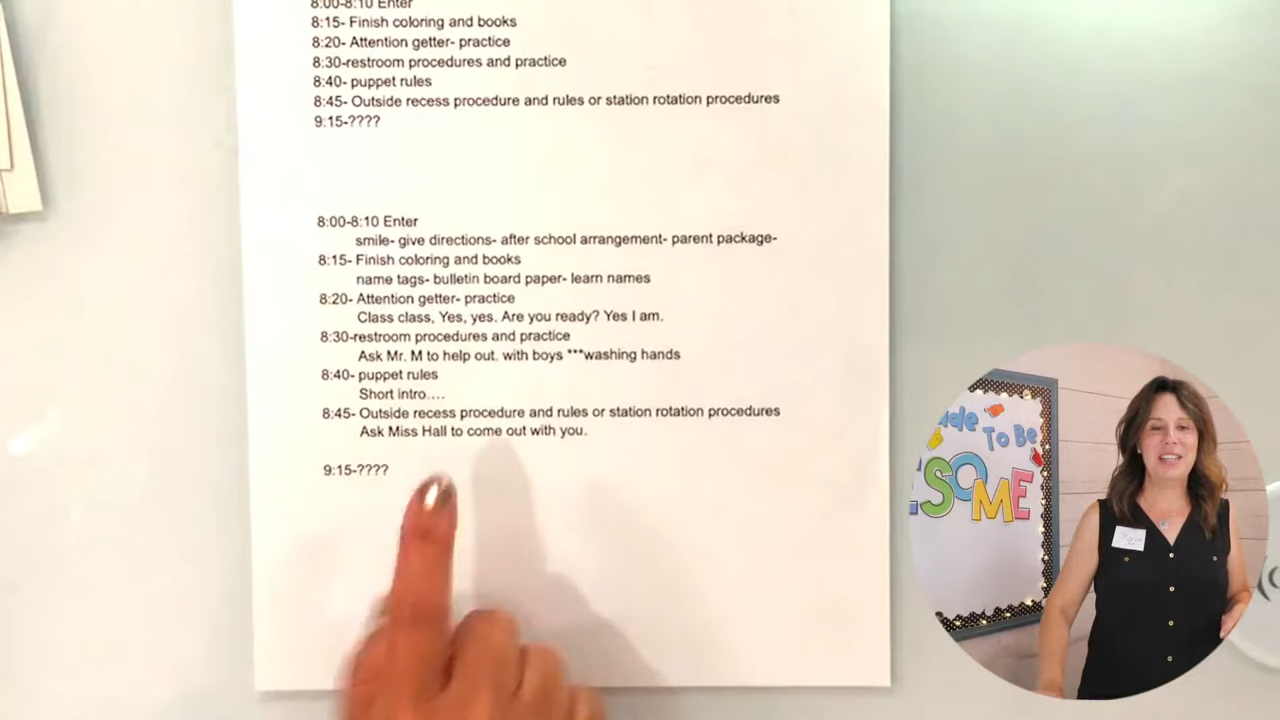 8:00-8:10 Enter
8:15- Finish coloring and books
8:20- Attention getter- practice
8:30-restroom procedures and practice
8:40- puppet rules
8:45- Outside recess procedure and rules or station rotation procedures
9:15-????
8:00-8:10 Enter
smile- give directions- after school arrangement- parent package-
8:15- Finish coloring and books
name tags- bulletin board paper- learn names
8:20- Attention getter- practice
Class class, Yes, yes. Are you ready? Yes I am.
8:30-restroom procedures and practice
Ask Mr. M to help out. with boys ***washing hands
8:40- puppet rules
Short intro....
8:45- Outside recess procedure and rules or station rotation procedures
Ask Miss Hall to come out with you.
9:15-????
ade To Be
SOME